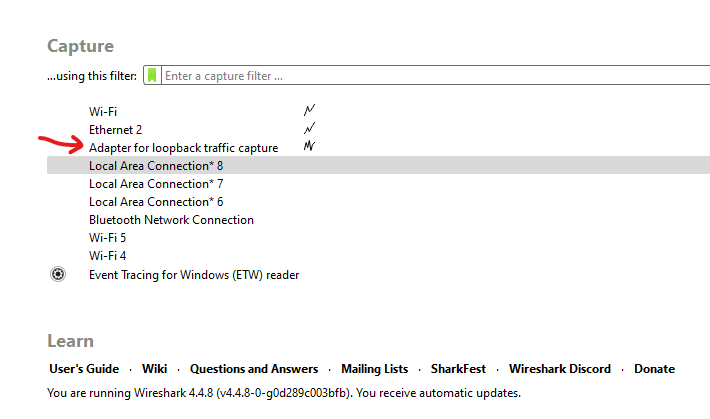 Capture
...using this filter: Enter a capture filter ...
Wi-Fi
Ethernet 2
Adapter for loopback traffic capture
Local Area Connection* 8
Local Area Connection* 7
Local Area Connection* 6
Bluetooth Network Connection
Wi-Fi 5
Wi-Fi 4
Event Tracing for Windows (ETW) reader
Learn
User's Guide · Wiki · Questions and Answers · Mailing Lists · SharkFest · Wireshark Discord · Donate
You are running Wireshark 4.4.8 (v4.4.8-0-g0d289c003bfb). You receive automatic updates.